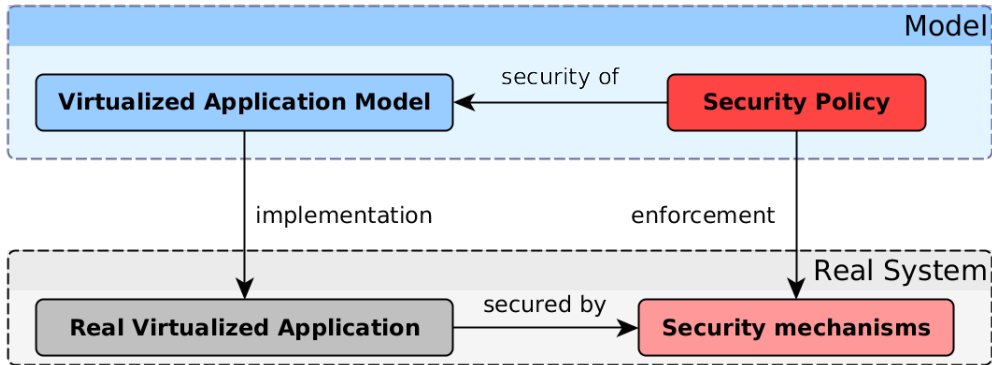 Model
security of
Virtualized Application Model
Security Policy
implementation
enforcement
Real System
secured by
Real Virtualized Application
Security mechanisms